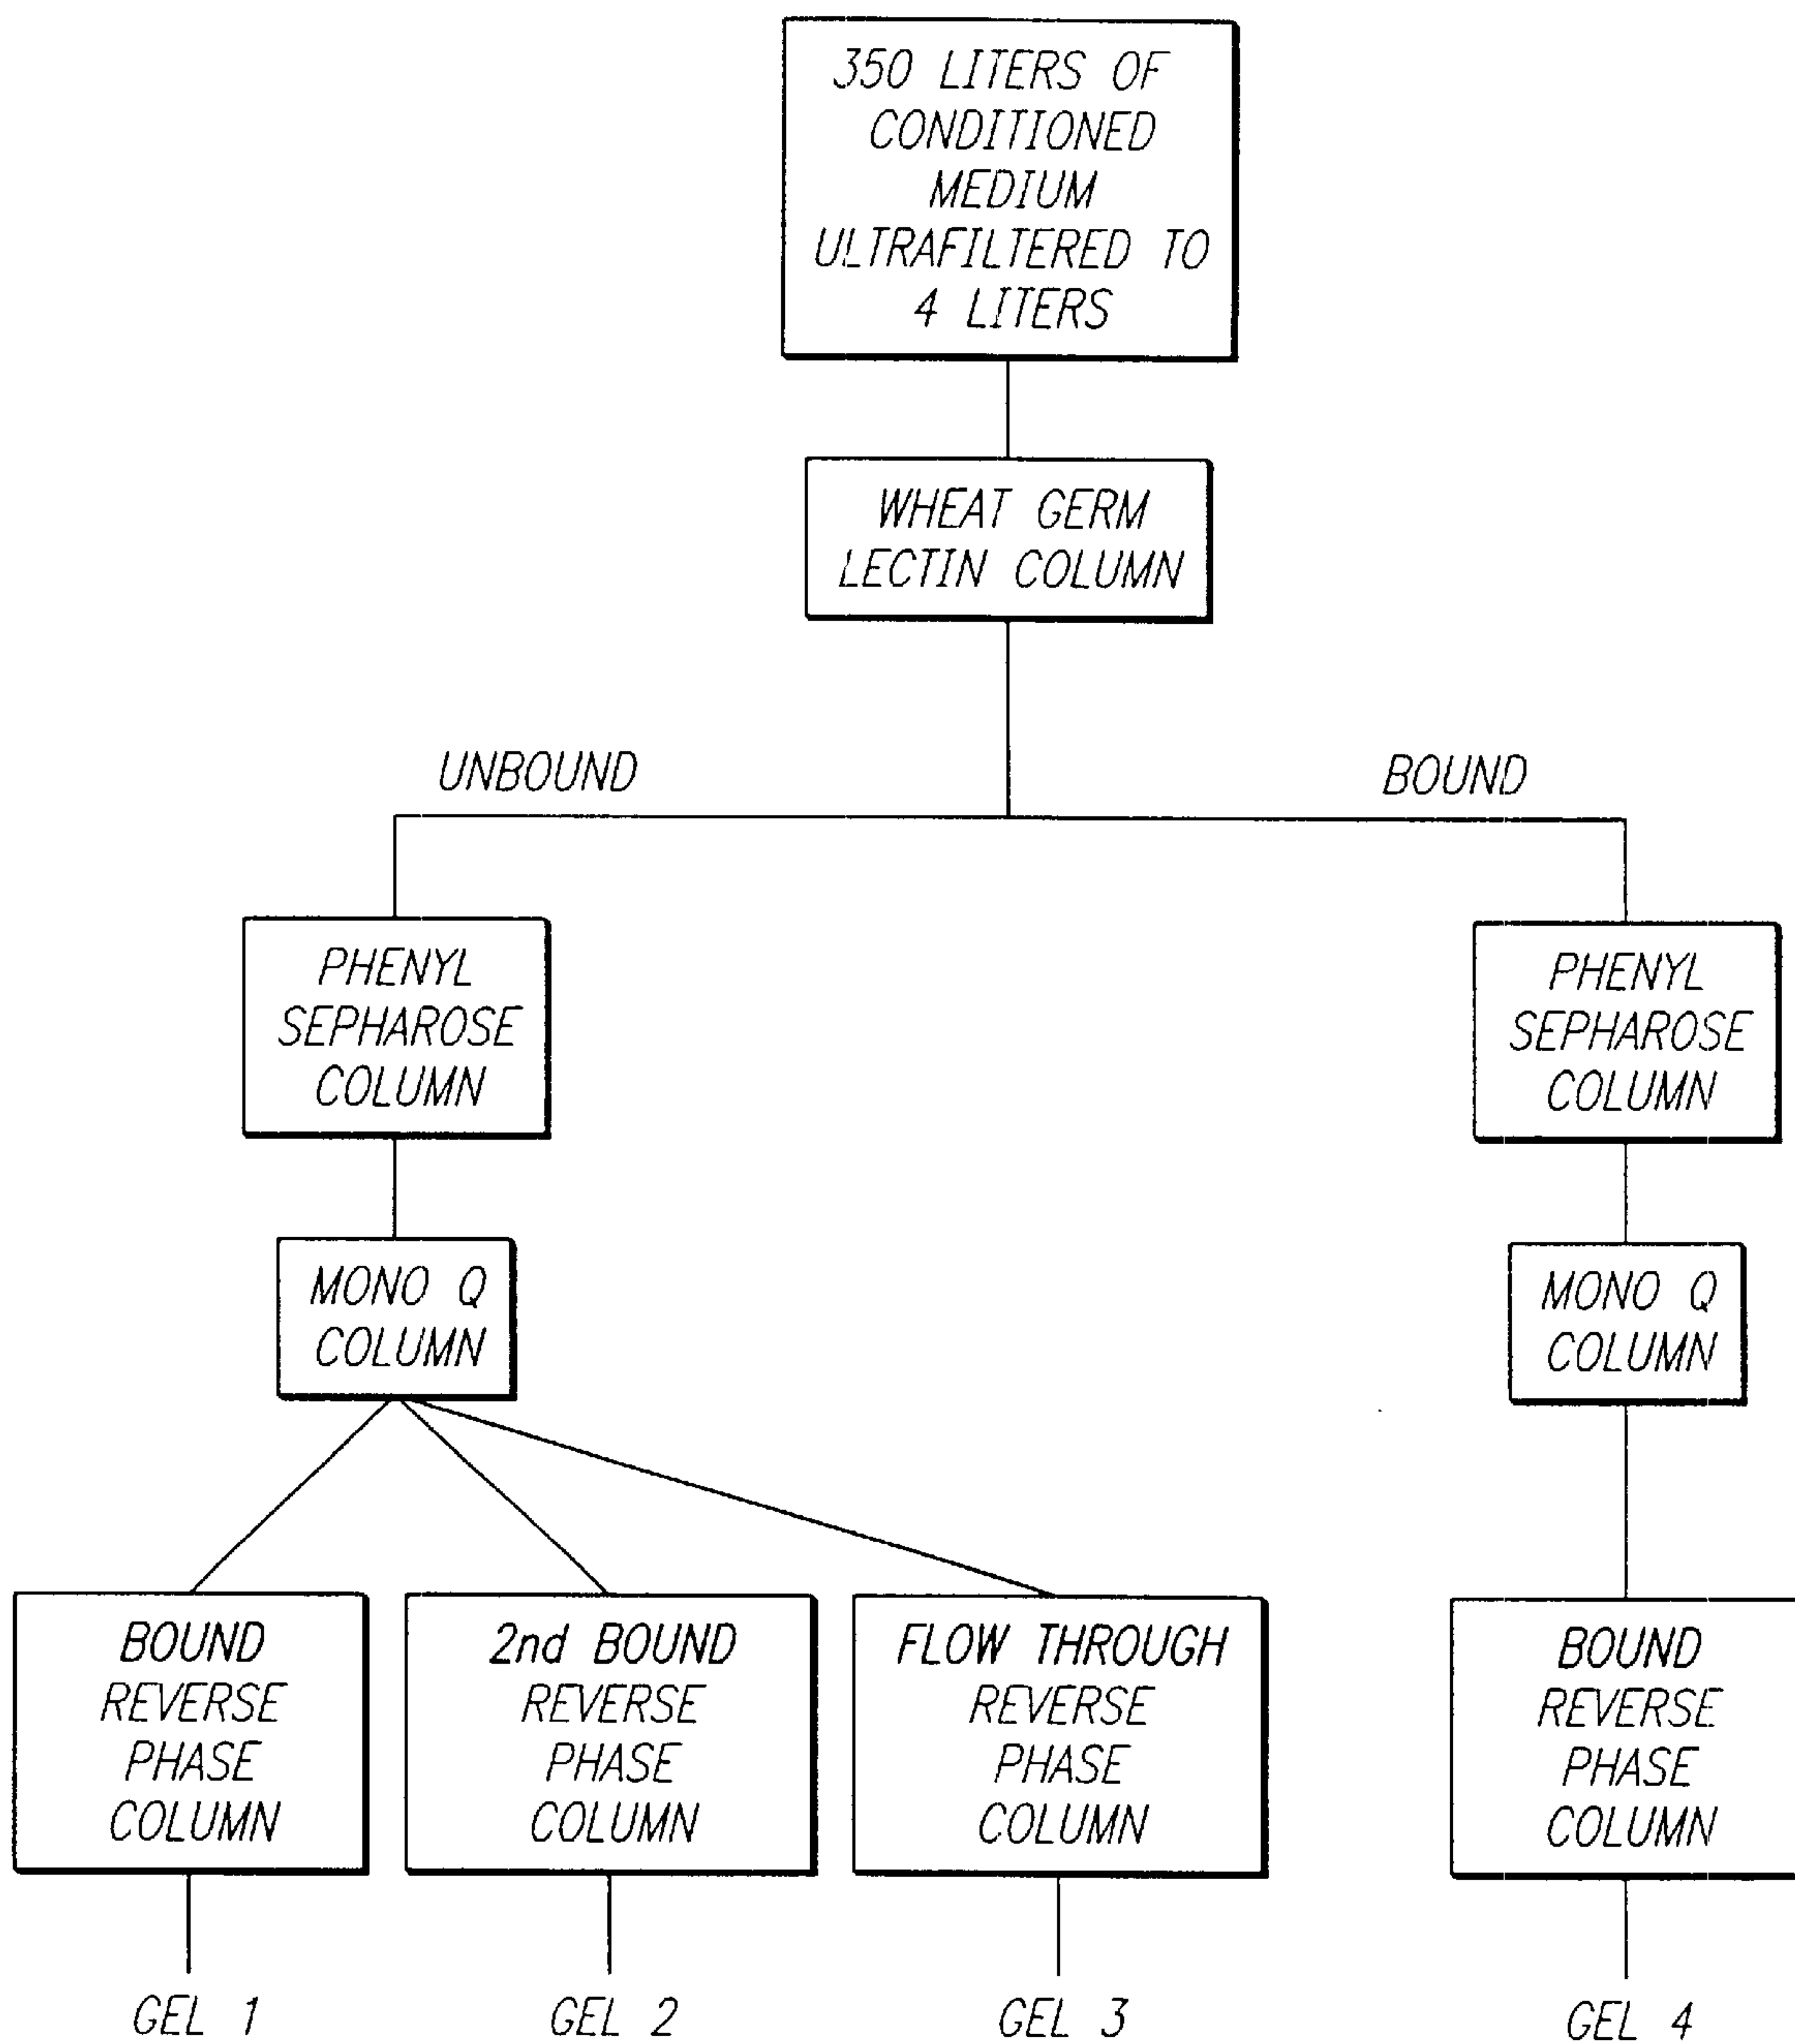 350 LITERS OF
CONDITIONED
MEDIUM
ULTRAFILTERED TO
4 LITERS
WHEAT GERM
LECTIN COLUMN
UNBOUND
BOUND
PHENYL
SEPHAROSE
COLUMN
PHENYL
SEPHAROSE
COLUMN
MONO Q
COLUMN
MONO Q
COLUMN
BOUND
REVERSE
PHASE
COLUMN
2nd BOUND
REVERSE
PHASE
COLUMN
FLOW THROUGH
REVERSE
PHASE
COLUMN
BOUND
REVERSE
PHASE
COLUMN
GEL 1
GEL 2
GEL 3
GEL 4